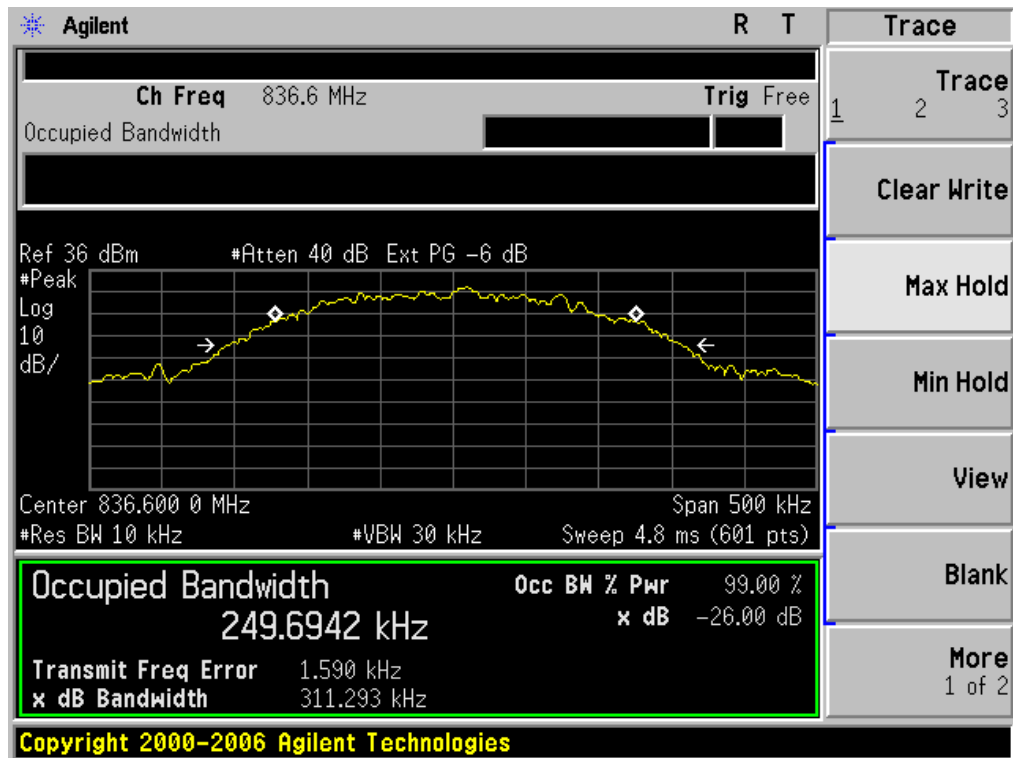 Agilent R T
Ch Freq 836.6 MHz Trig Free
Occupied Bandwidth
Ref 36 dBm #Atten 40 dB Ext PG -6 dB
#Peak
Log
10
dB/
Center 836.600 0 MHz Span 500 kHz
#Res BW 10 kHz #VBW 30 kHz Sweep 4.8 ms (601 pts)
Occupied Bandwidth
249.6942 kHz
Occ BW % Pwr 99.00 %
x dB -26.00 dB
Transmit Freq Error 1.590 kHz
x dB Bandwidth 311.293 kHz
Copyright 2000-2006 Agilent Technologies
Trace
Trace
1 2 3
Clear Write
Max Hold
Min Hold
View
Blank
More
1 of 2